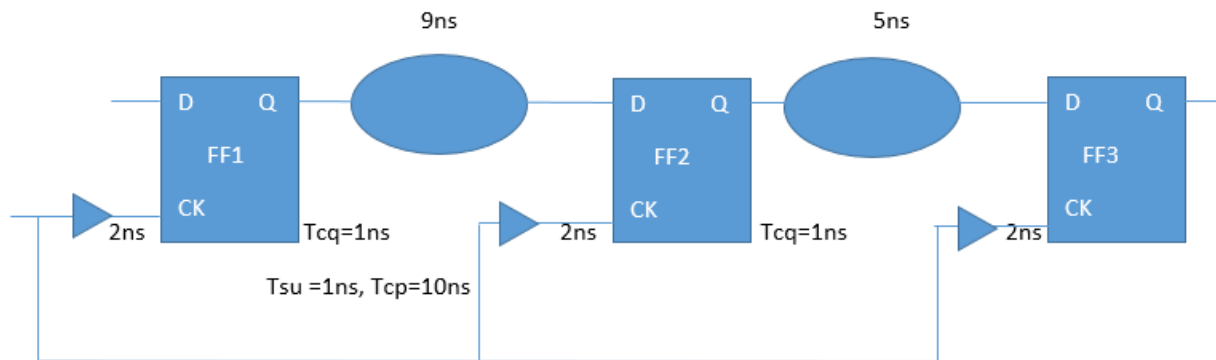 9ns
5ns
D Q
FF1
CK
2ns
Tcq=1ns
D Q
FF2
CK
2ns
Tcq=1ns
D Q
FF3
CK
2ns
Tsu =1ns, Tcp=10ns